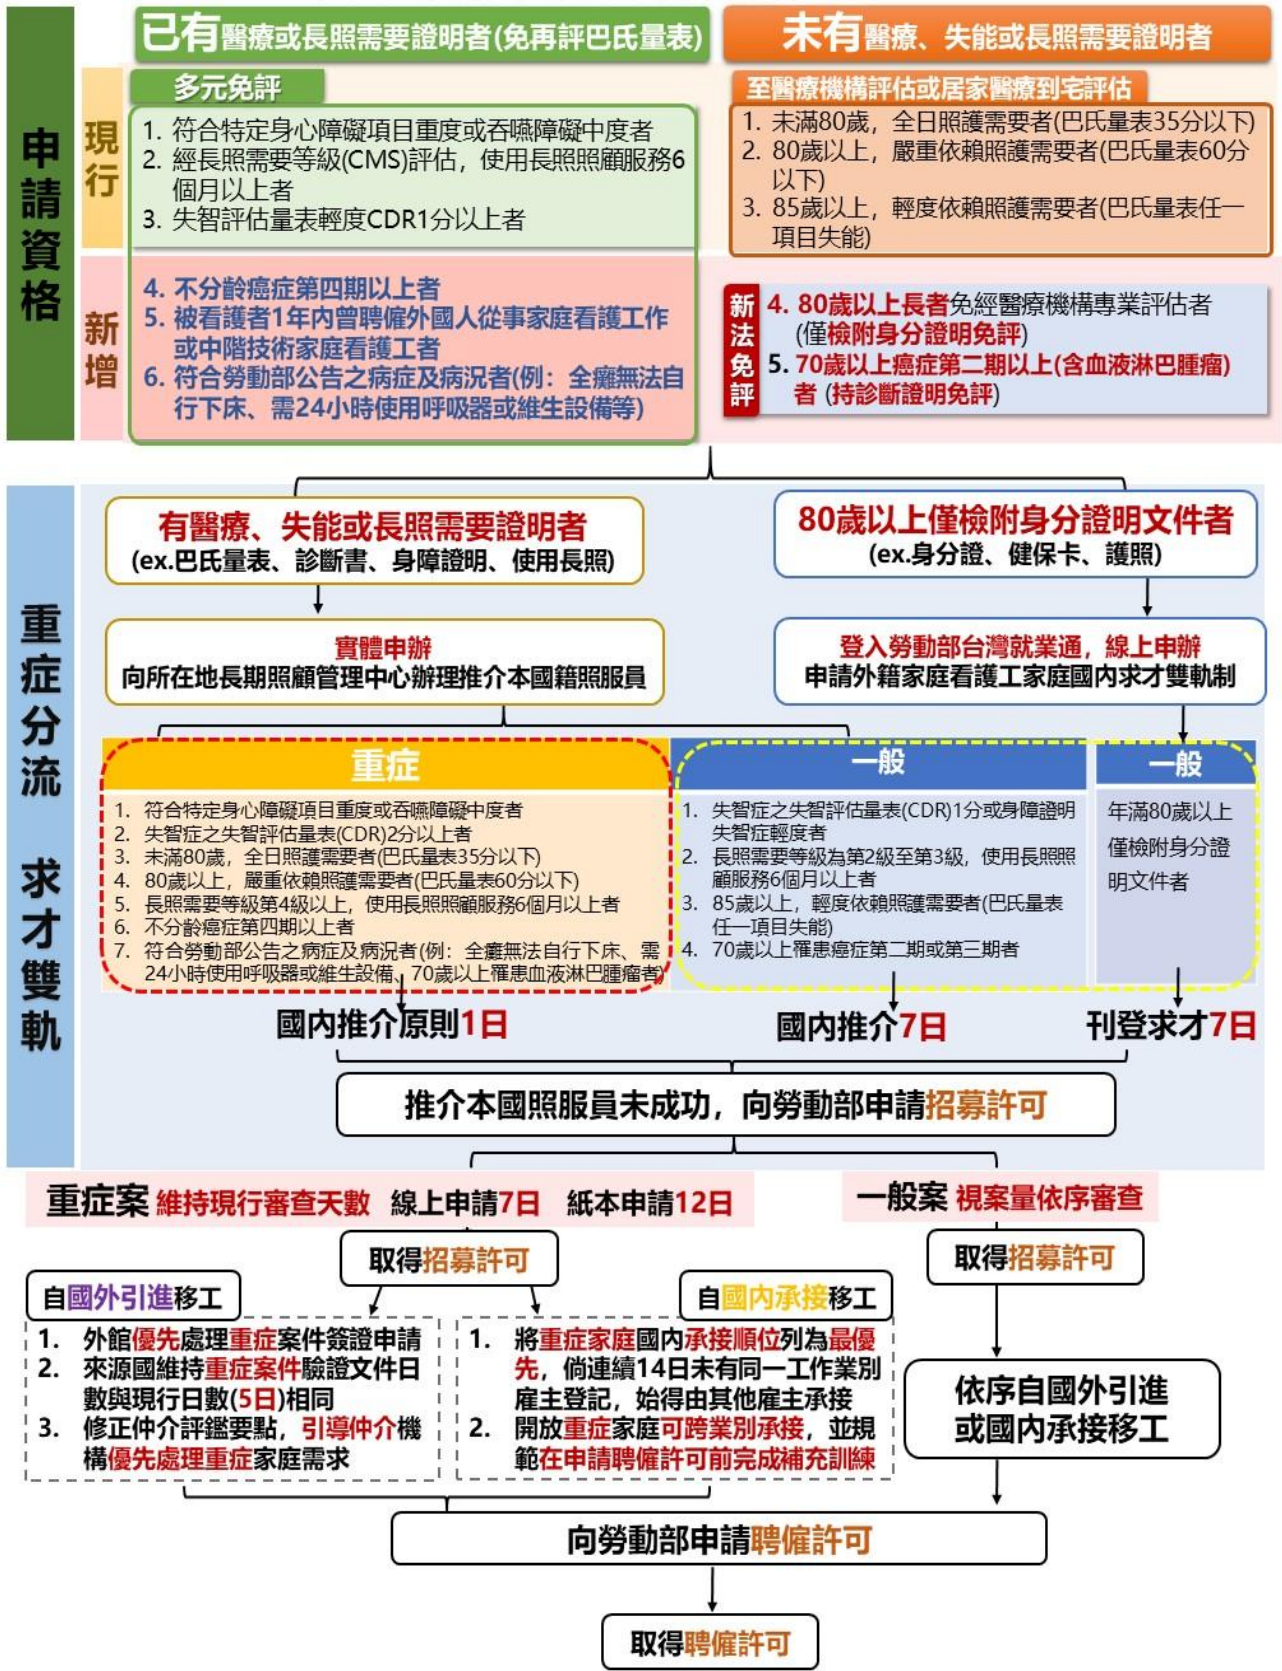 已有醫療或長照需要證明者(免再評巴氏量表)
未有醫療、失能或長照需要證明者
申請資格
現行
多元免評
1. 符合特定身心障礙項目重度或吞嚥障礙中度者
2. 經長照需要等級(CMS)評估，使用長照照顧服務6
個月以上者
3. 失智評估量表輕度CDR1分以上者
至醫療機構評估或居家醫療到宅評估
1. 未滿80歲，全日照護需要者(巴氏量表35分以下)
2. 80歲以上，嚴重依賴照護需要者(巴氏量表60分
以下)
3. 85歲以上，輕度依賴照護需要者(巴氏量表任一
項目失能)
新增
4. 不分齡癌症第四期以上者
5. 被看護者1年內曾聘僱外國人從事家庭看護工作
或中階技術家庭看護工者
6. 符合勞動部公告之病症及病況者(例：全癱無法自
行下床、需24小時使用呼吸器或維生設備等)
新法免評
4. 80歲以上長者免經醫療機構專業評估者
(僅檢附身分證明免評)
5. 70歲以上癌症第二期以上(含血液淋巴腫瘤)
者 (持診斷證明免評)
重症分流 求才雙軌
有醫療、失能或長照需要證明者
(ex.巴氏量表、診斷書、身障證明、使用長照)
80歲以上僅檢附身分證明文件者
(ex.身分證、健保卡、護照)
實體申辦
向所在地長期照顧管理中心辦理推介本國籍照服員
登入勞動部台灣就業通，線上申辦
申請外籍家庭看護工家庭國內求才雙軌制
重症
1. 符合特定身心障礙項目重度或吞嚥障礙中度者
2. 失智症之失智評估量表(CDR)2分以上者
3. 未滿80歲，全日照護需要者(巴氏量表35分以下)
4. 80歲以上，嚴重依賴照護需要者(巴氏量表60分以下)
5. 長照需要等級第4級以上，使用長照照顧服務6個月以上者
6. 不分齡癌症第四期以上者
7. 符合勞動部公告之病症及病況者(例：全癱無法自行下床、需
24小時使用呼吸器或維生設備、70歲以上罹患血液淋巴腫瘤者)
一般
1. 失智症之失智評估量表(CDR)1分或身障證明
失智症輕度者
2. 長照需要等級為第2級至第3級，使用長照照
顧服務6個月以上者
3. 85歲以上，輕度依賴照護需要者(巴氏量表
任一項目失能)
4. 70歲以上罹患癌症第二期或第三期者
一般
年滿80歲以上
僅檢附身分證
明文件者
國內推介原則1日
國內推介7日
刊登求才7日
推介本國照服員未成功，向勞動部申請招募許可
重症案 維持現行審查天數 線上申請7日 紙本申請12日
一般案 視案量依序審查
取得招募許可
取得招募許可
自國外引進移工
1. 外館優先處理重症案件簽證申請
2. 來源國維持重症案件驗證文件日
數與現行日數(5日)相同
3. 修正仲介評鑑要點，引導仲介機
構優先處理重症家庭需求
自國內承接移工
1. 將重症家庭國內承接順位列為最優
先，倘連續14日未有同一工作業別
雇主登記，始得由其他雇主承接
2. 開放重症家庭可跨業別承接，並規
範在申請聘僱許可前完成補充訓練
依序自國外引進
或國內承接移工
向勞動部申請聘僱許可
取得聘僱許可